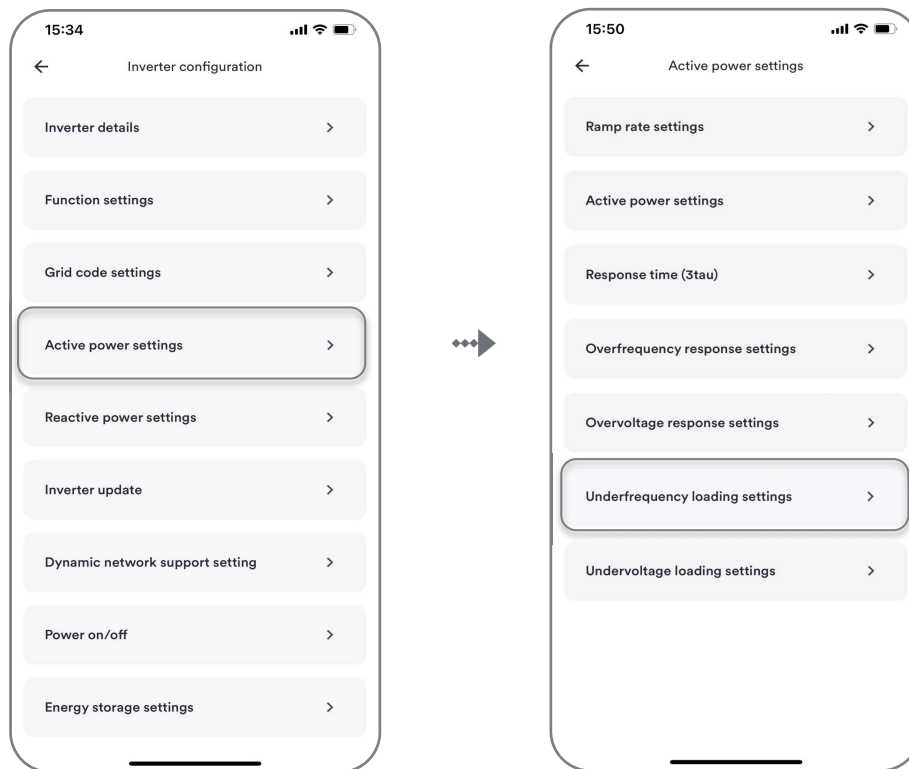 15:34
Inverter configuration
Inverter details
Function settings
Grid code settings
Active power settings
Reactive power settings
Inverter update
Dynamic network support setting
Power on/off
Energy storage settings
15:50
Active power settings
Ramp rate settings
Active power settings
Response time (3tau)
Overfrequency response settings
Overvoltage response settings
Underfrequency loading settings
Undervoltage loading settings